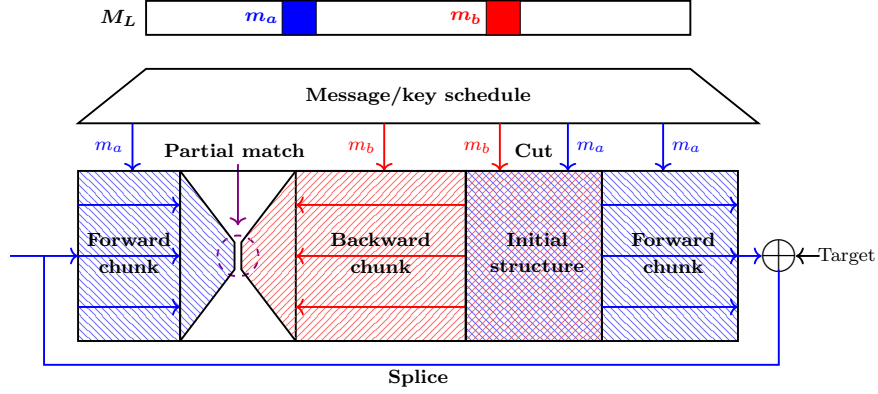 M_L m_a m_b
Message/key schedule
m_a Partial match m_b m_b Cut m_a m_a
Forward chunk
Backward chunk
Initial structure
Forward chunk
Target
Splice